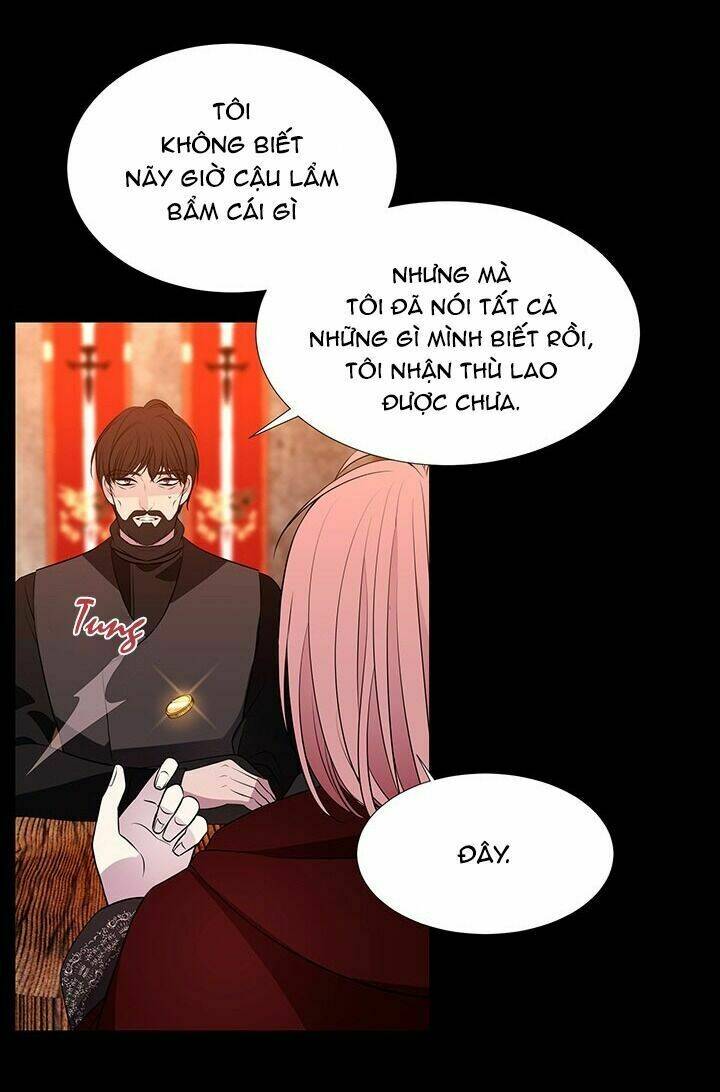 TÔI
KHÔNG BIẾT
NÃY GIỜ CẬU LẨM
BẨM CÁI GÌ
NHƯNG MÀ
TÔI ĐÃ NÓI TẤT CẢ
NHỮNG GÌ MÌNH BIẾT RỒI,
TÔI NHẬN THÙ LAO
ĐƯỢC CHƯA.
Tung
ĐÂY.